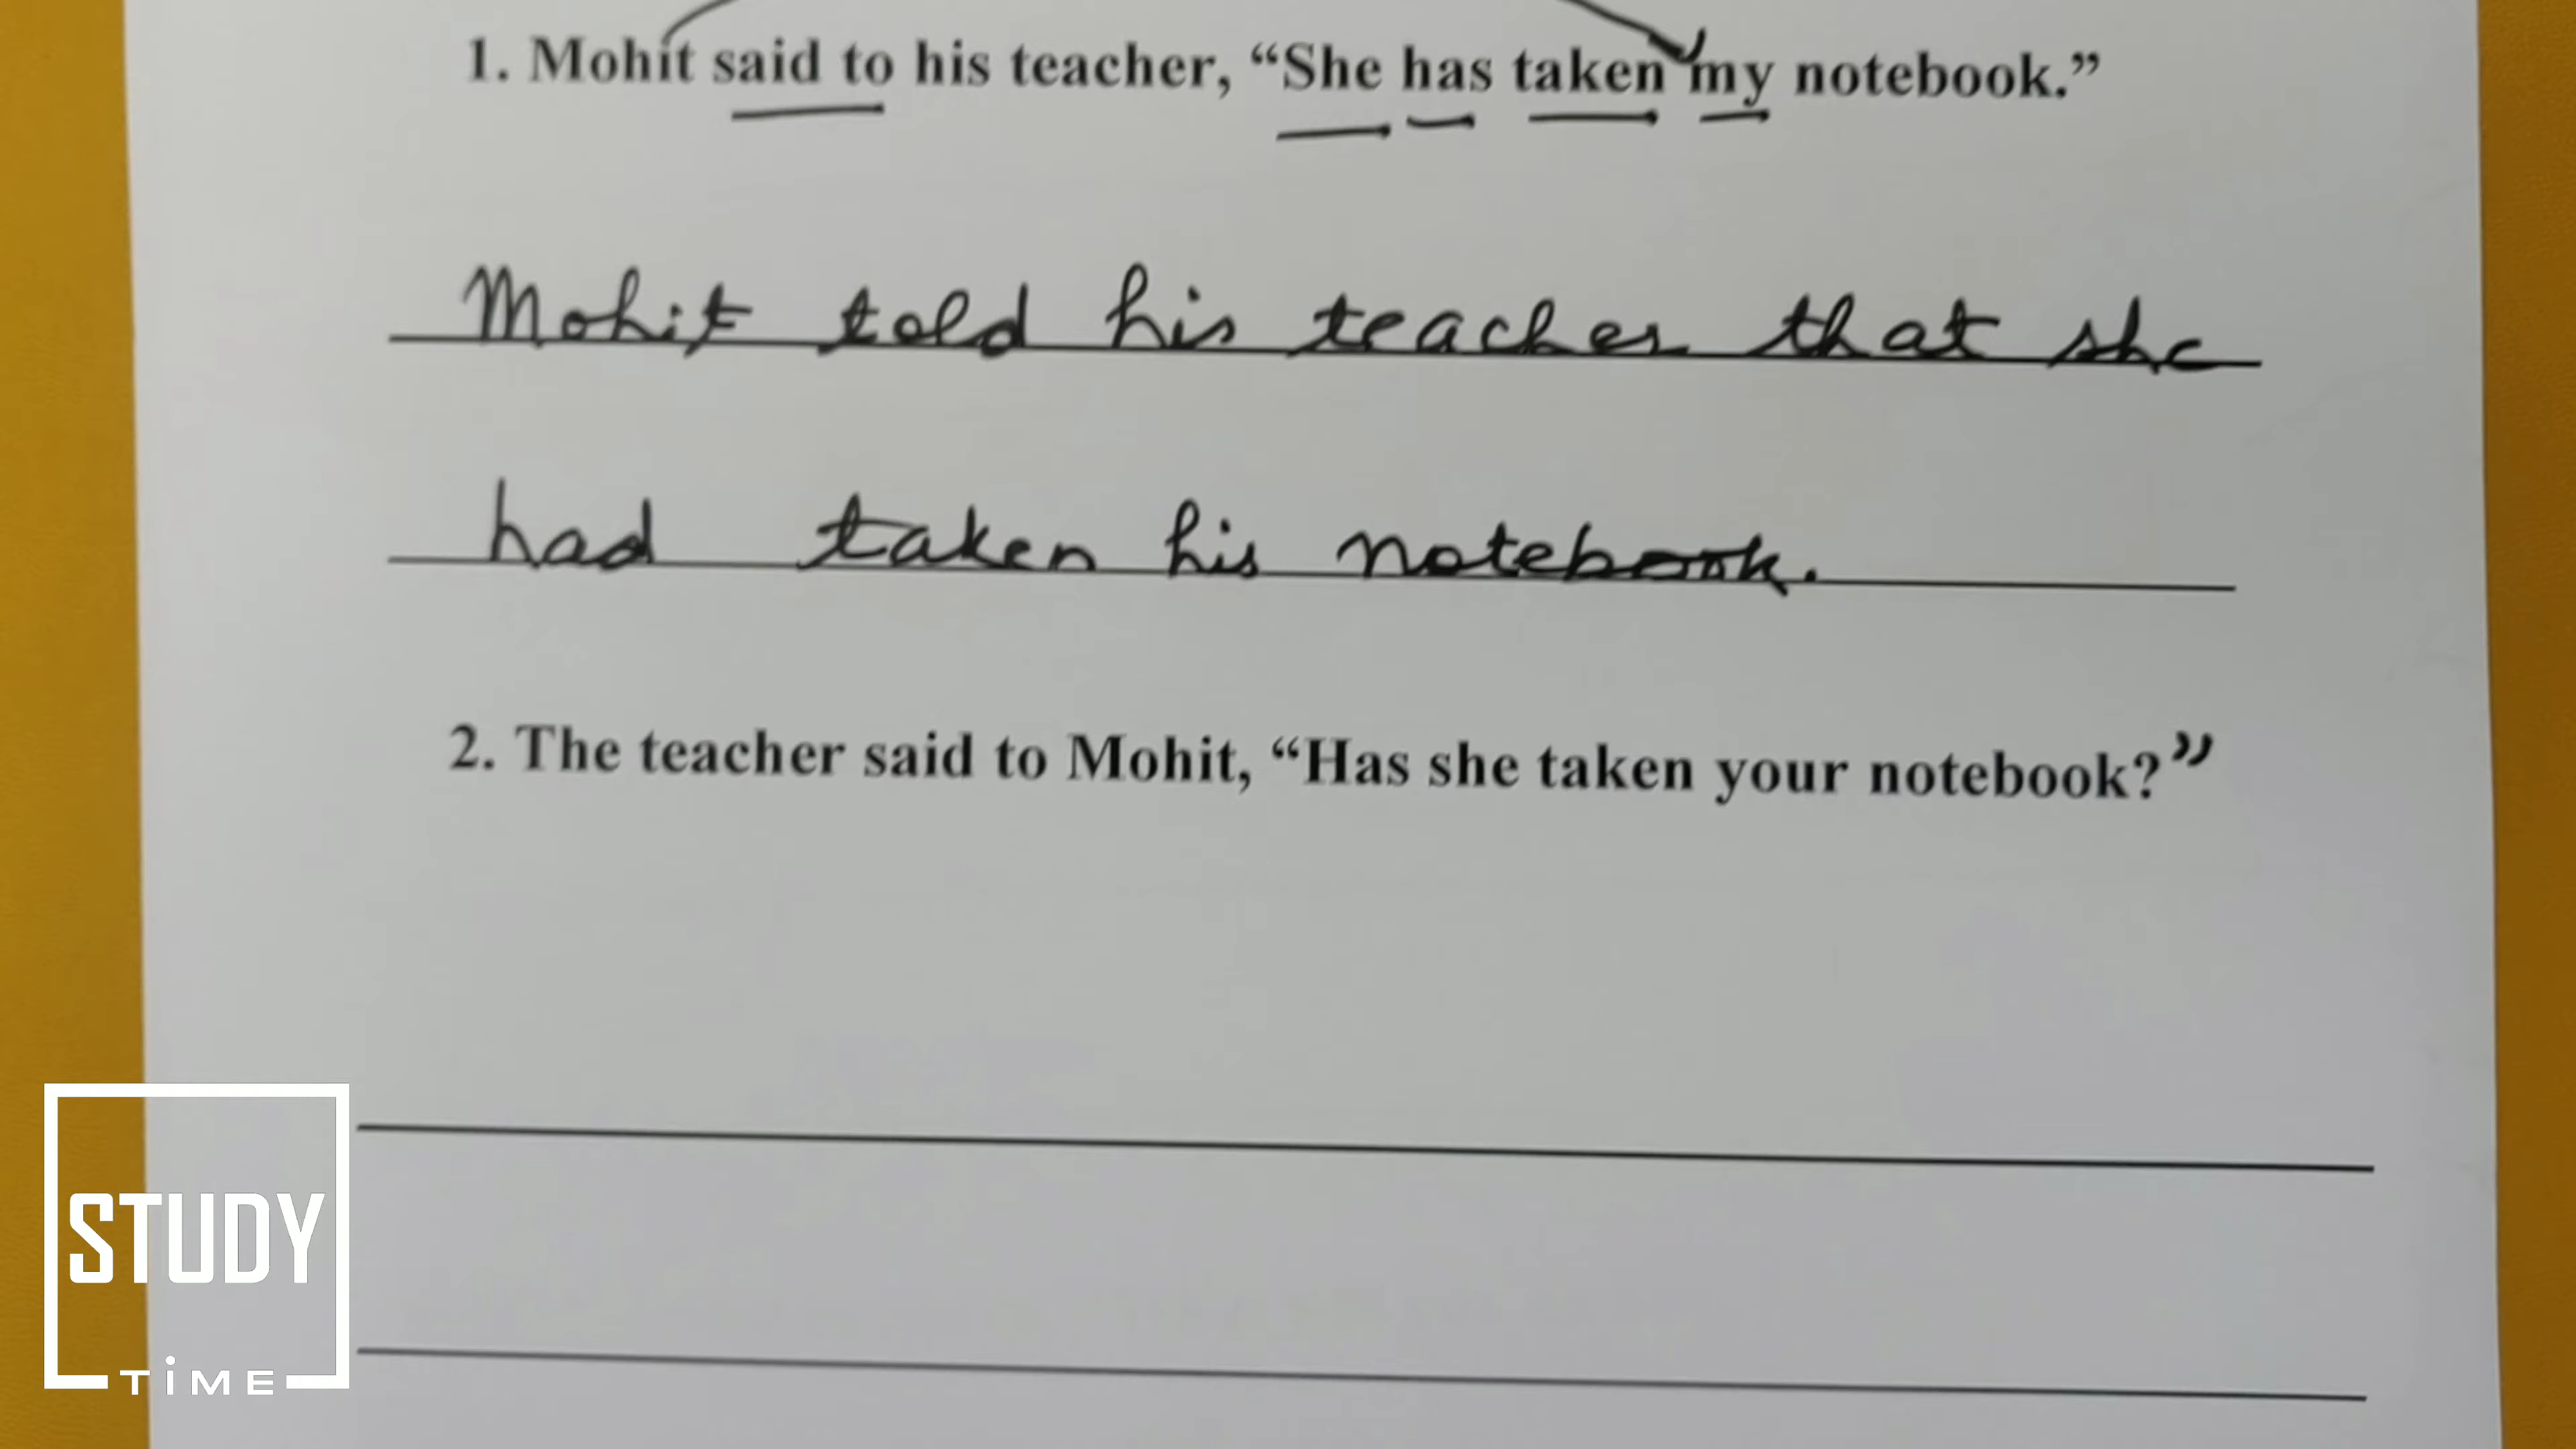 1. Mohit said to his teacher, “She has taken my notebook.”
Mohit told his teacher that she
had taken his notebook.
2. The teacher said to Mohit, “Has she taken your notebook?”
STUDY
TiME